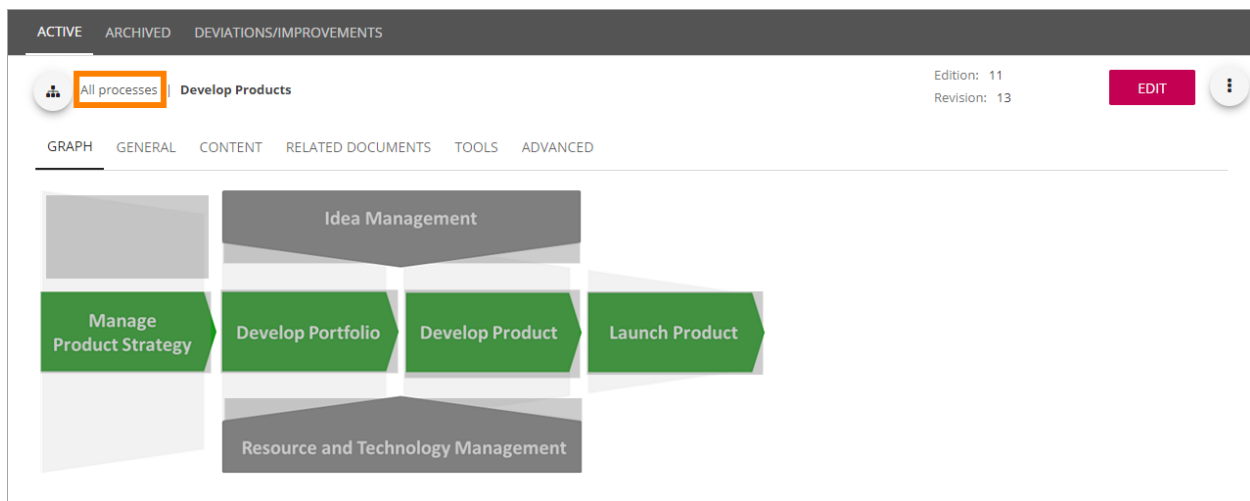 ACTIVE ARCHIVED DEVIATIONS/IMPROVEMENTS
All processes | Develop Products
Edition: 11
Revision: 13
EDIT
GRAPH GENERAL CONTENT RELATED DOCUMENTS TOOLS ADVANCED
Idea Management
Manage
Product Strategy
Develop Portfolio
Develop Product
Launch Product
Resource and Technology Management